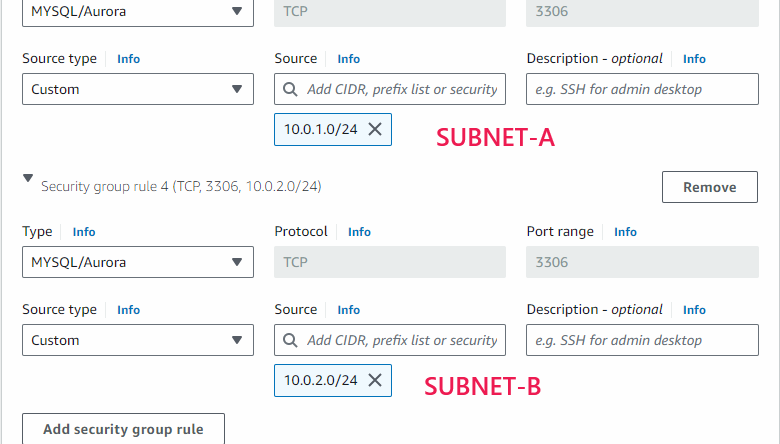 MYSQL/Aurora TCP 3306
Source type Info Source Info Description - optional Info
Custom Add CIDR, prefix list or security e.g. SSH for admin desktop
10.0.1.0/24 SUBNET-A
Security group rule 4 (TCP, 3306, 10.0.2.0/24) Remove
Type Info Protocol Info Port range Info
MYSQL/Aurora TCP 3306
Source type Info Source Info Description - optional Info
Custom Add CIDR, prefix list or security e.g. SSH for admin desktop
10.0.2.0/24 SUBNET-B
Add security group rule